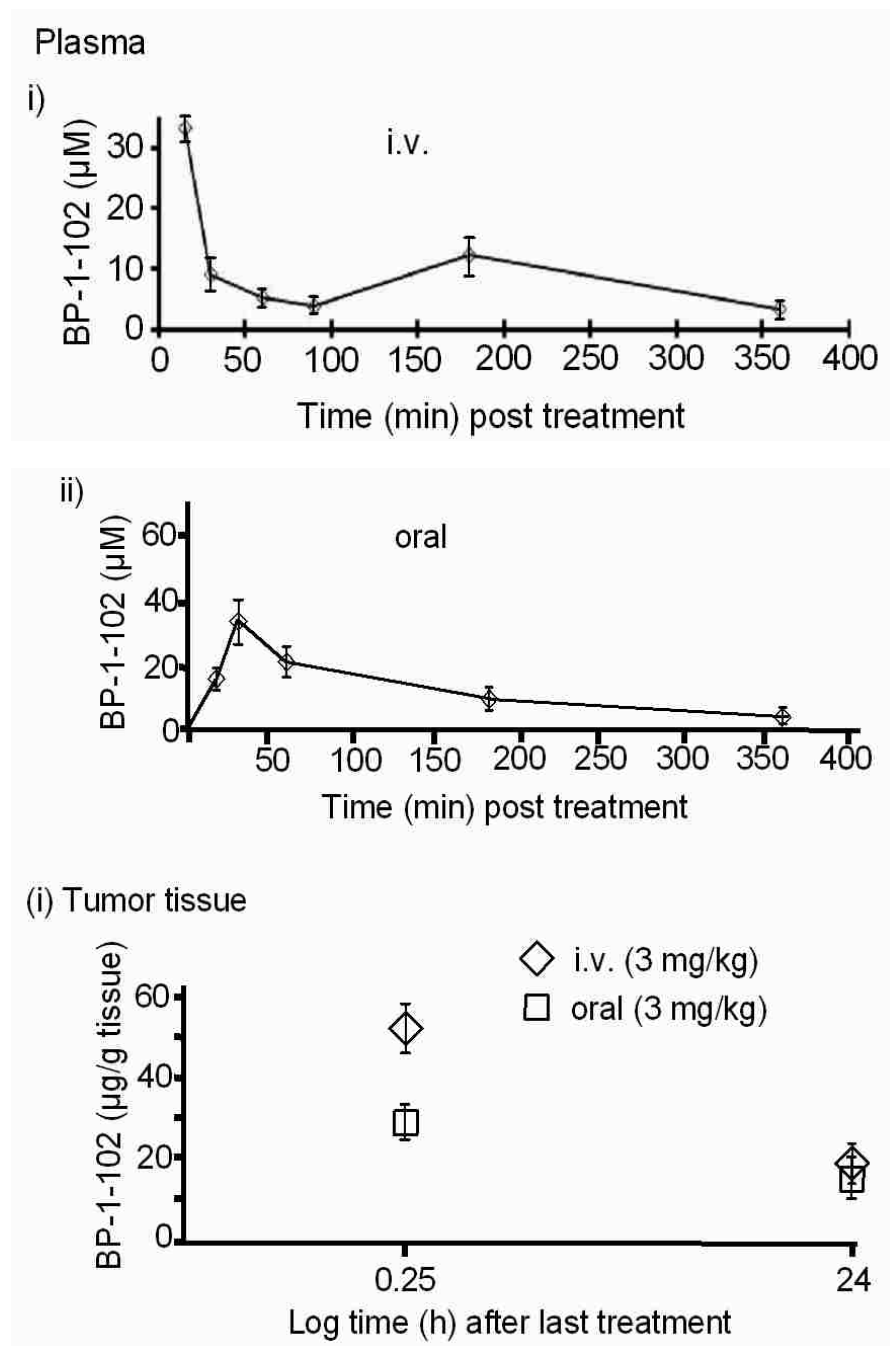 Plasma
i)
i.v.
BP-1-102 (µM)
30
20
10
0
0 50 100 150 200 250 300 350 400
Time (min) post treatment
ii)
oral
BP-1-102 (µM)
60
40
20
0
50 100 150 200 250 300 350 400
Time (min) post treatment
(i) Tumor tissue
i.v. (3 mg/kg)
oral (3 mg/kg)
BP-1-102 (µg/g tissue)
60
40
20
0
0.25 24
Log time (h) after last treatment